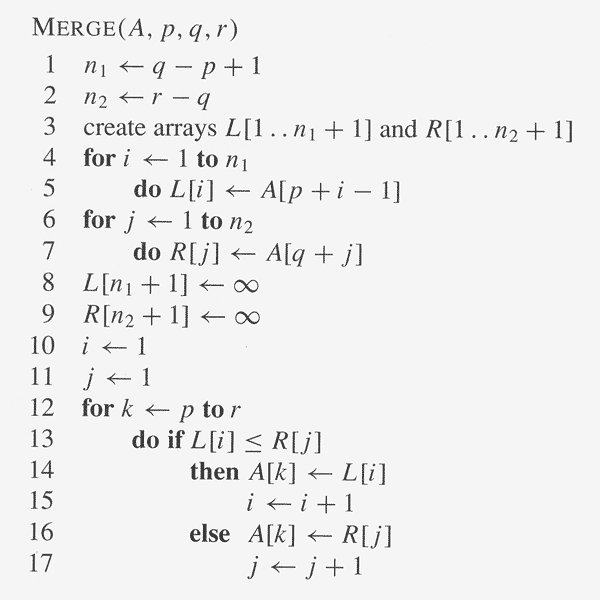 MERGE(A, p, q, r)
1 n₁ ← q − p + 1
2 n₂ ← r − q
3 create arrays L[1 . . n₁ + 1] and R[1 . . n₂ + 1]
4 for i ← 1 to n₁
5 do L[i] ← A[p + i − 1]
6 for j ← 1 to n₂
7 do R[j] ← A[q + j]
8 L[n₁ + 1] ← ∞
9 R[n₂ + 1] ← ∞
10 i ← 1
11 j ← 1
12 for k ← p to r
13 do if L[i] ≤ R[j]
14 then A[k] ← L[i]
15 i ← i + 1
16 else A[k] ← R[j]
17 j ← j + 1